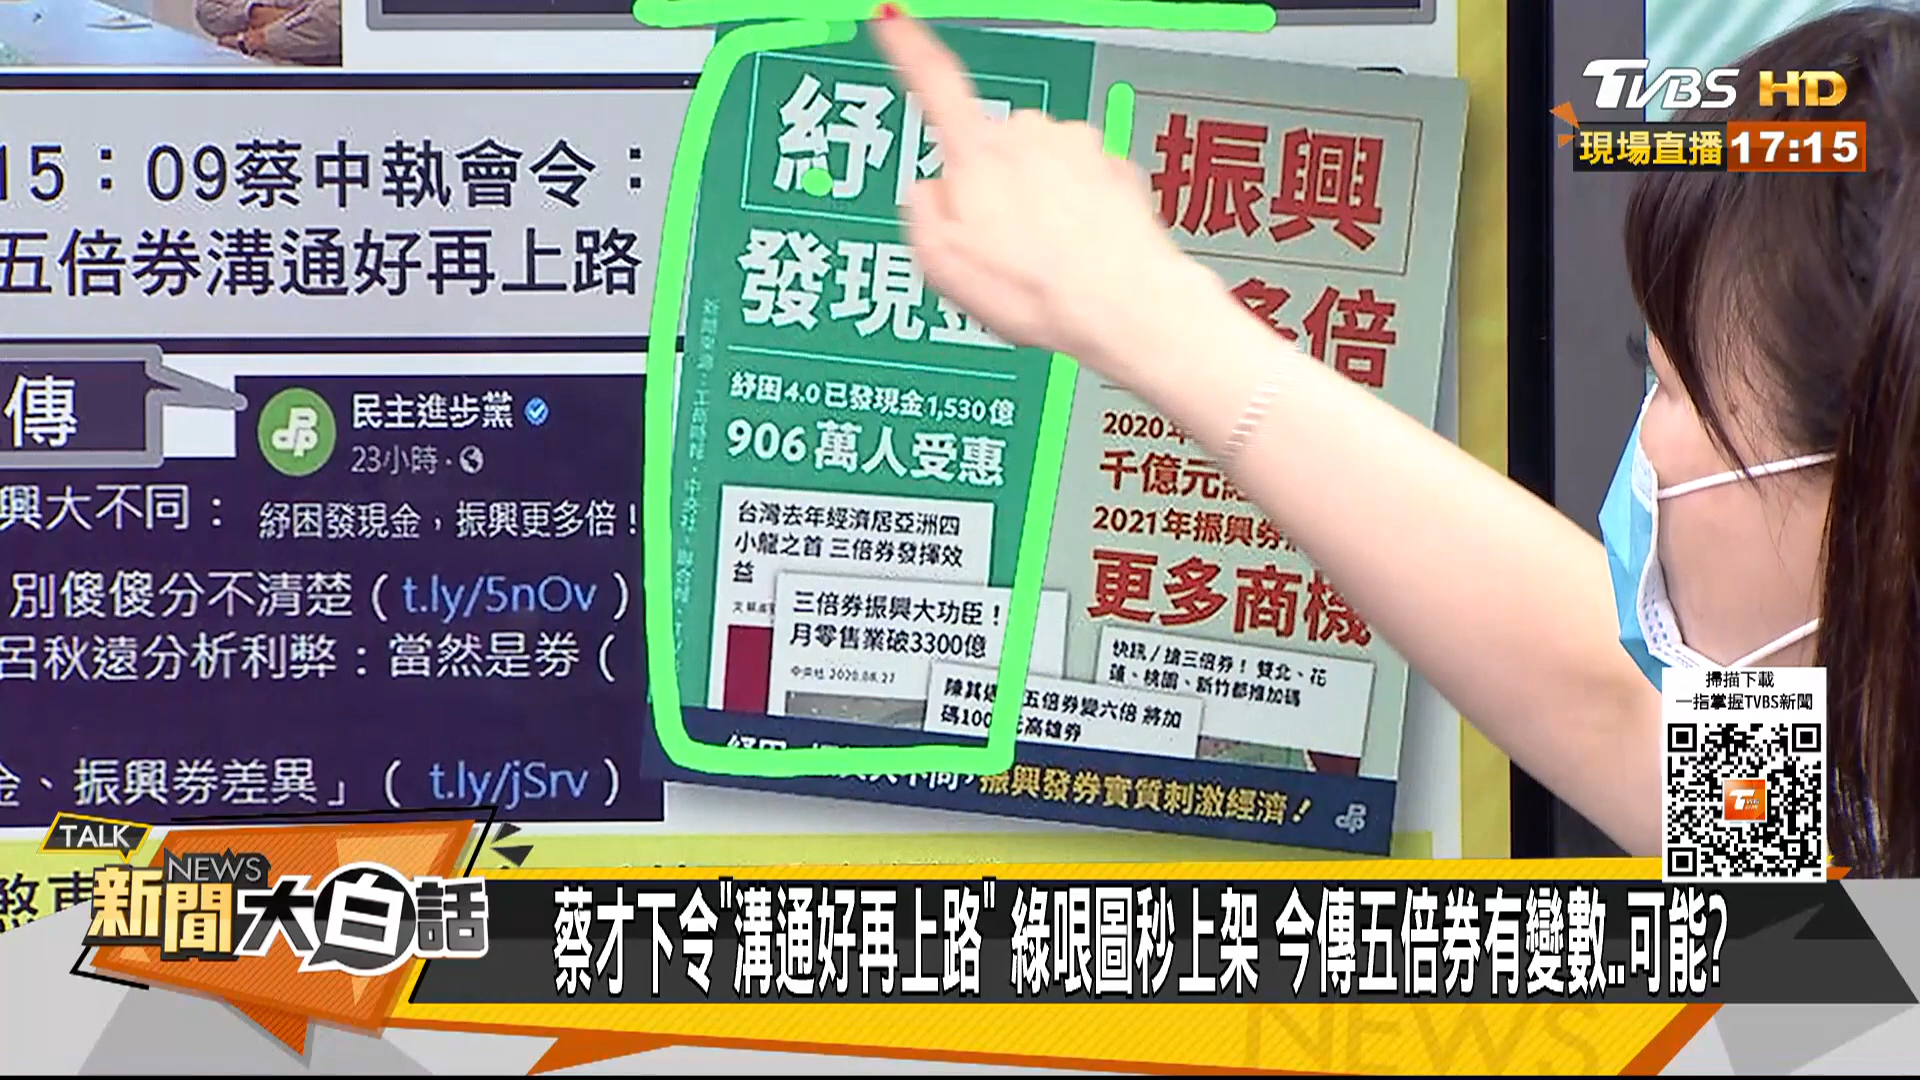 TVBS HD
現場直播 17:15
15：09蔡中執會令：
五倍券溝通好再上路
傳
民主進步黨
23小時
興大不同：
紓困發現金，振興更多倍！
別傻傻分不清楚（t.ly/5nOv）
呂秋遠分析利弊：當然是券（
金、振興券差異」（ t.ly/jSrv ）
紓
發現
紓困4.0已發現金1,530億
906萬人受惠
台灣去年經濟居亞洲四
小龍之首 三倍券發揮效
益
三倍券振興大功臣！
月零售業破3300億
中央社 2020.08.27
振興
多倍
2020年
千億元
2021年振興券
更多商機
快訊／搶三倍券！ 雙北、花
蓮、桃園、新竹都推加碼
五倍券變六倍 將加
碼100
高雄券
振興發券實質刺激經濟！
掃描下載
一指掌握TVBS新聞
TALK
NEWS
新聞大白話
蔡才下令"溝通好再上路" 綠哏圖秒上架 今傳五倍券有變數..可能?
NEWS